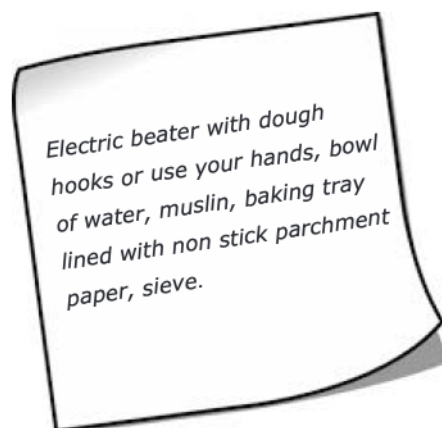 Electric beater with dough
hooks or use your hands, bowl
of water, muslin, baking tray
lined with non stick parchment
paper, sieve.